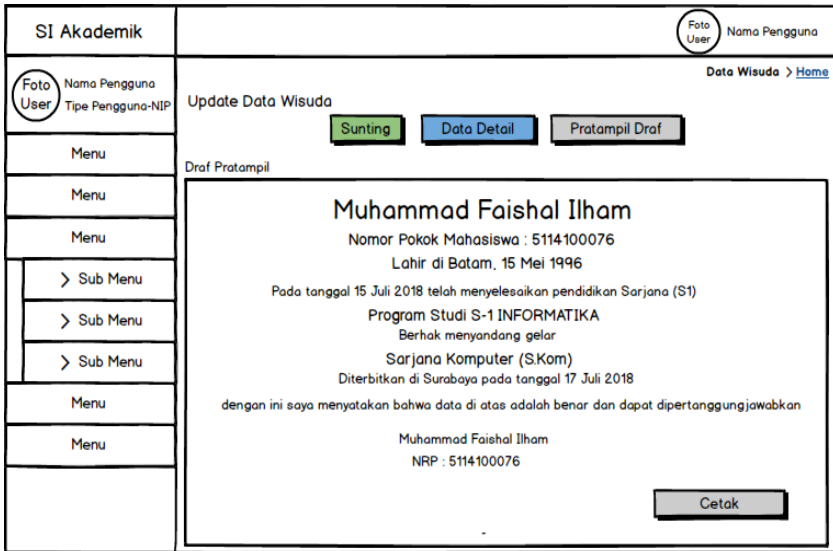 SI Akademik
Foto User
Nama Pengguna
Foto User
Nama Pengguna
Tipe Pengguna-NIP
Menu
Menu
Menu
> Sub Menu
> Sub Menu
> Sub Menu
Menu
Menu
Data Wisuda > Home
Update Data Wisuda
Sunting
Data Detail
Pratampil Draf
Draf Pratampil
Muhammad Faishal Ilham
Nomor Pokok Mahasiswa : 5114100076
Lahir di Batam, 15 Mei 1996
Pada tanggal 15 Juli 2018 telah menyelesaikan pendidikan Sarjana (S1)
Program Studi S-1 INFORMATIKA
Berhak menyandang gelar
Sarjana Komputer (S.Kom)
Diterbitkan di Surabaya pada tanggal 17 Juli 2018
dengan ini saya menyatakan bahwa data di atas adalah benar dan dapat dipertanggungjawabkan
Muhammad Faishal Ilham
NRP : 5114100076
Cetak
-